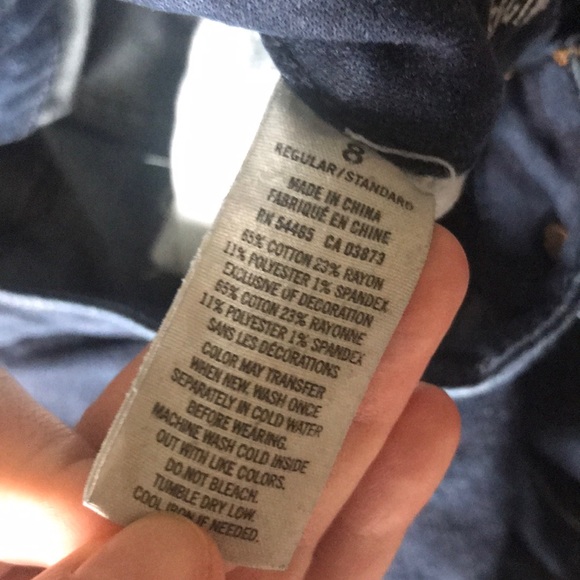 8
REGULAR/STANDARD
MADE IN CHINA
FABRIQUÉ EN CHINE
RN 54485 CA 03873
65% COTTON 23% RAYON
11% POLYESTER 1% SPANDEX
EXCLUSIVE OF DECORATION
65% COTON 23% RAYONNE
11% POLYESTER 1% SPANDEX
SANS LES DÉCORATIONS
COLOR MAY TRANSFER
WHEN NEW. WASH ONCE
SEPARATELY IN COLD WATER
BEFORE WEARING.
MACHINE WASH COLD INSIDE
OUT WITH LIKE COLORS.
DO NOT BLEACH.
TUMBLE DRY LOW.
COOL IRON IF NEEDED.